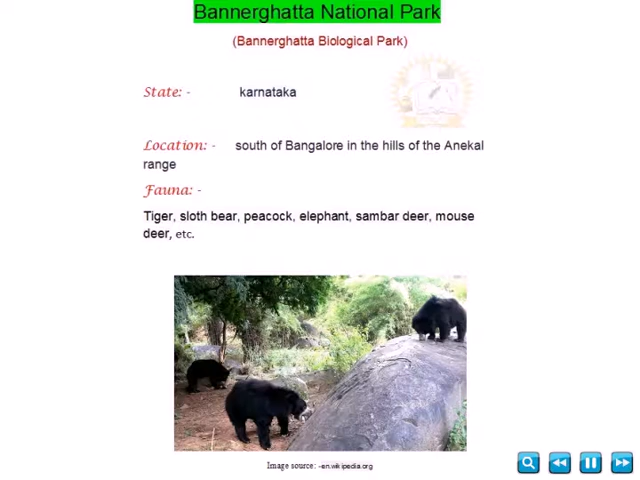 Bannerghatta National Park
(Bannerghatta Biological Park)
State: - karnataka
Location: - south of Bangalore in the hills of the Anekal
range
Fauna: -
Tiger, sloth bear, peacock, elephant, sambar deer, mouse
deer, etc.
Image source: -en.wikipedia.org